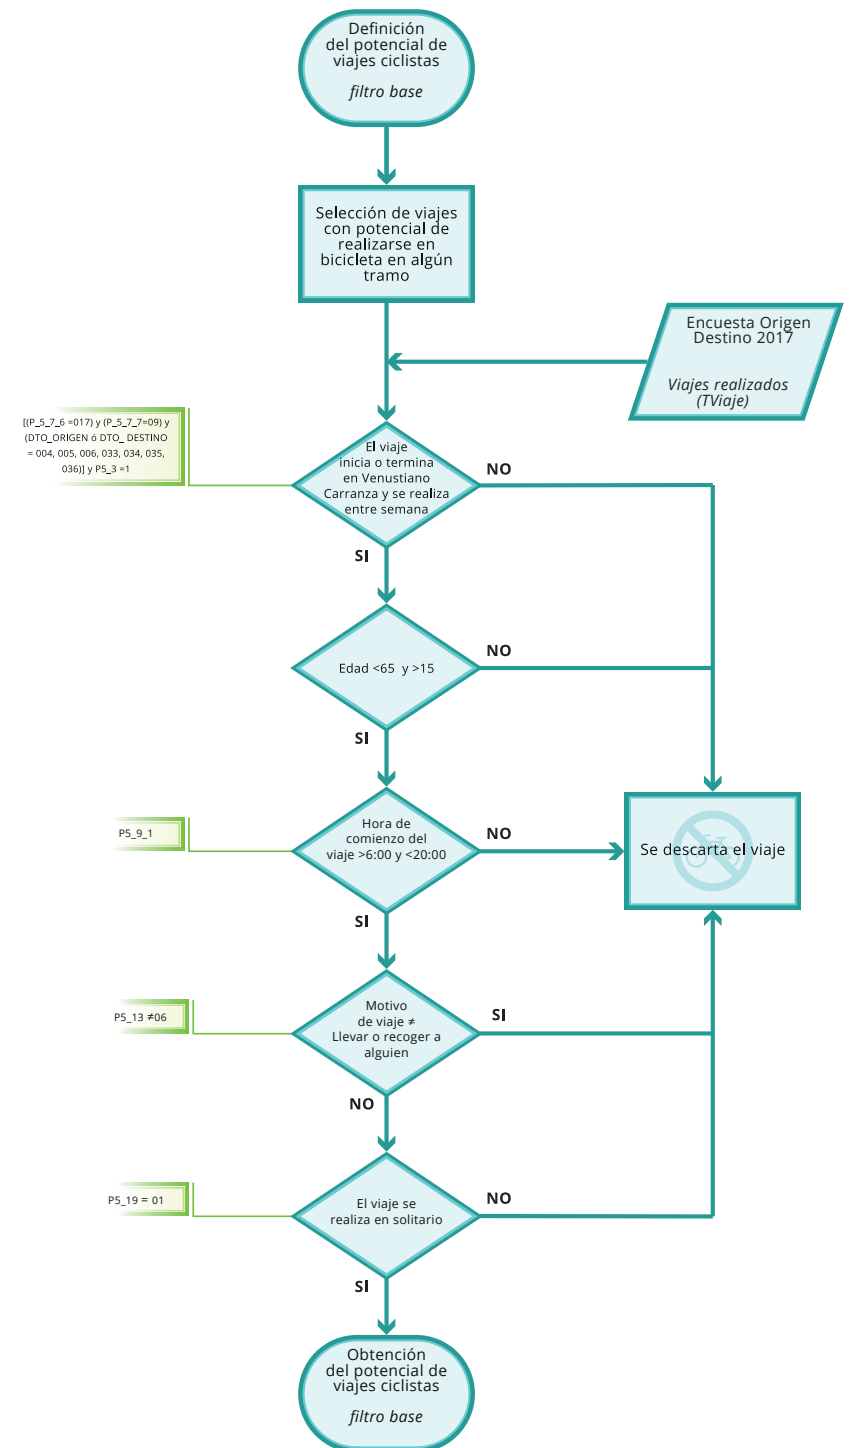 Definición
del potencial de
viajes ciclistas
filtro base
Selección de viajes
con potencial de
realizarse en
bicicleta en algún
tramo
Encuesta Origen
Destino 2017
Viajes realizados
(TViaje)
[(P_5_7_6 =017) y (P_5_7_7=09) y
(DTO_ORIGEN ó DTO_ DESTINO
= 004, 005, 006, 033, 034, 035,
036)] y P5_3 =1
El viaje
inicia o termina
en Venustiano
Carranza y se realiza
entre semana
NO
SI
Edad <65 y >15
NO
SI
P5_9_1
Hora de
comienzo del
viaje >6:00 y <20:00
NO
Se descarta el viaje
SI
P5_13 ≠06
Motivo
de viaje ≠
Llevar o recoger a
alguien
SI
NO
P5_19 = 01
El viaje se
realiza en solitario
NO
SI
Obtención
del potencial de
viajes ciclistas
filtro base